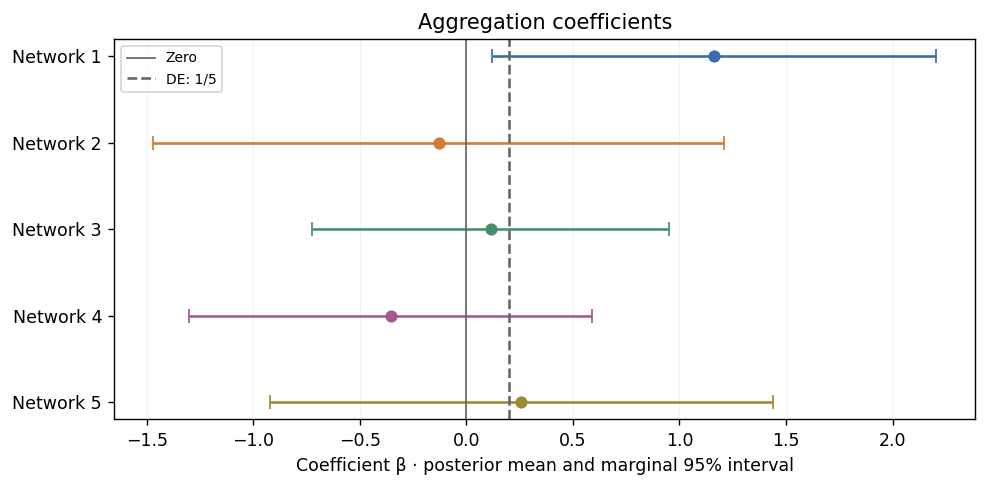 Aggregation coefficients
Zero
DE: 1/5
Network 1
Network 2
Network 3
Network 4
Network 5
−1.5 −1.0 −0.5 0.0 0.5 1.0 1.5 2.0
Coefficient β · posterior mean and marginal 95% interval